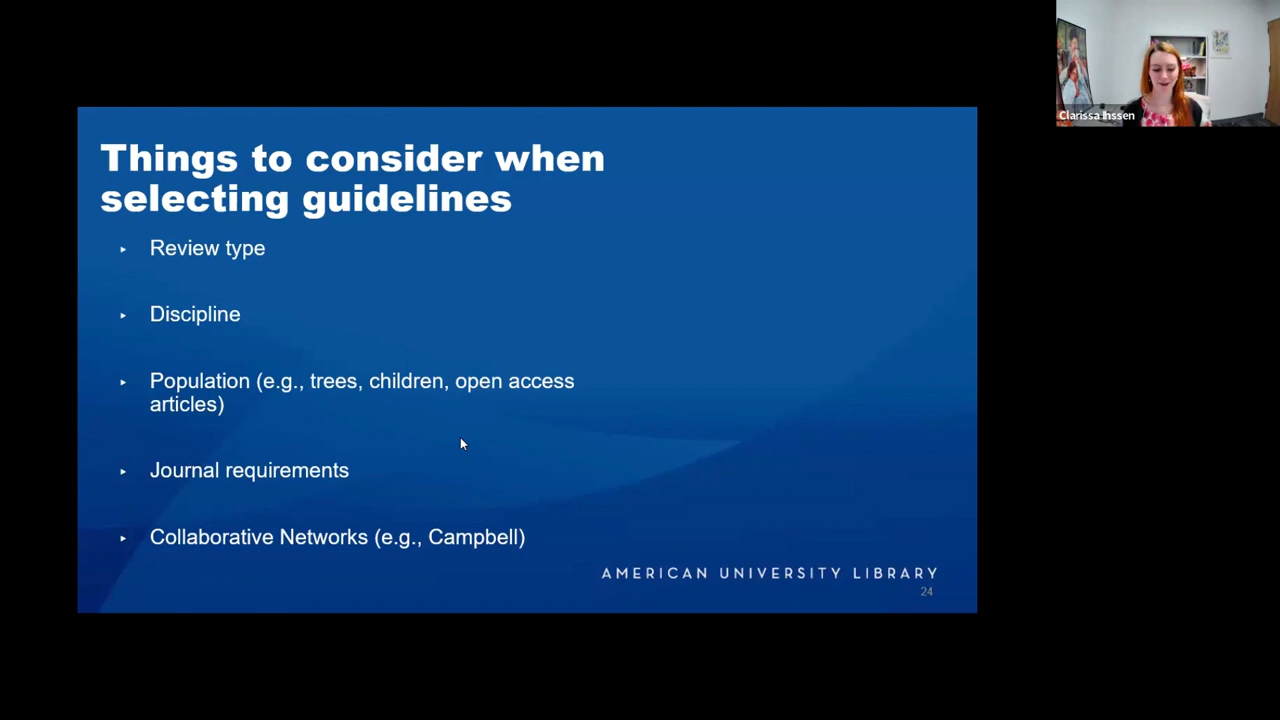 Clarissa Ihssen
Things to consider when
selecting guidelines
Review type
Discipline
Population (e.g., trees, children, open access
articles)
Journal requirements
Collaborative Networks (e.g., Campbell)
AMERICAN UNIVERSITY LIBRARY
24